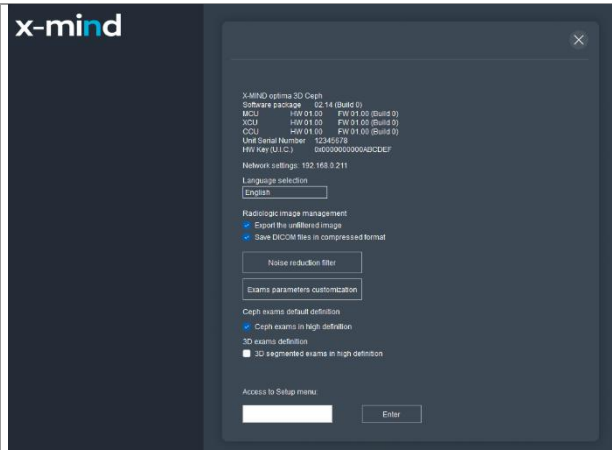 x-mind
X-MIND optima 3D Ceph
Software package 02.14 (Build 0)
MCU HW 01.00 FW 01.00 (Build 0)
XCU HW 01.00 FW 01.00 (Build 0)
CCU HW 01.00 FW 01.00 (Build 0)
Unit Serial Number 12345678
HW Key (U.I.C.) 0x0000000000ABCDEF
Network settings: 192.168.0.211
Language selection
English
Radiologic image management
Export the unfiltered image
Save DICOM files in compressed format
Noise reduction filter
Exams parameters customization
Ceph exams default definition
Ceph exams in high definition
3D exams definition
3D segmented exams in high definition
Access to Setup menu:
Enter